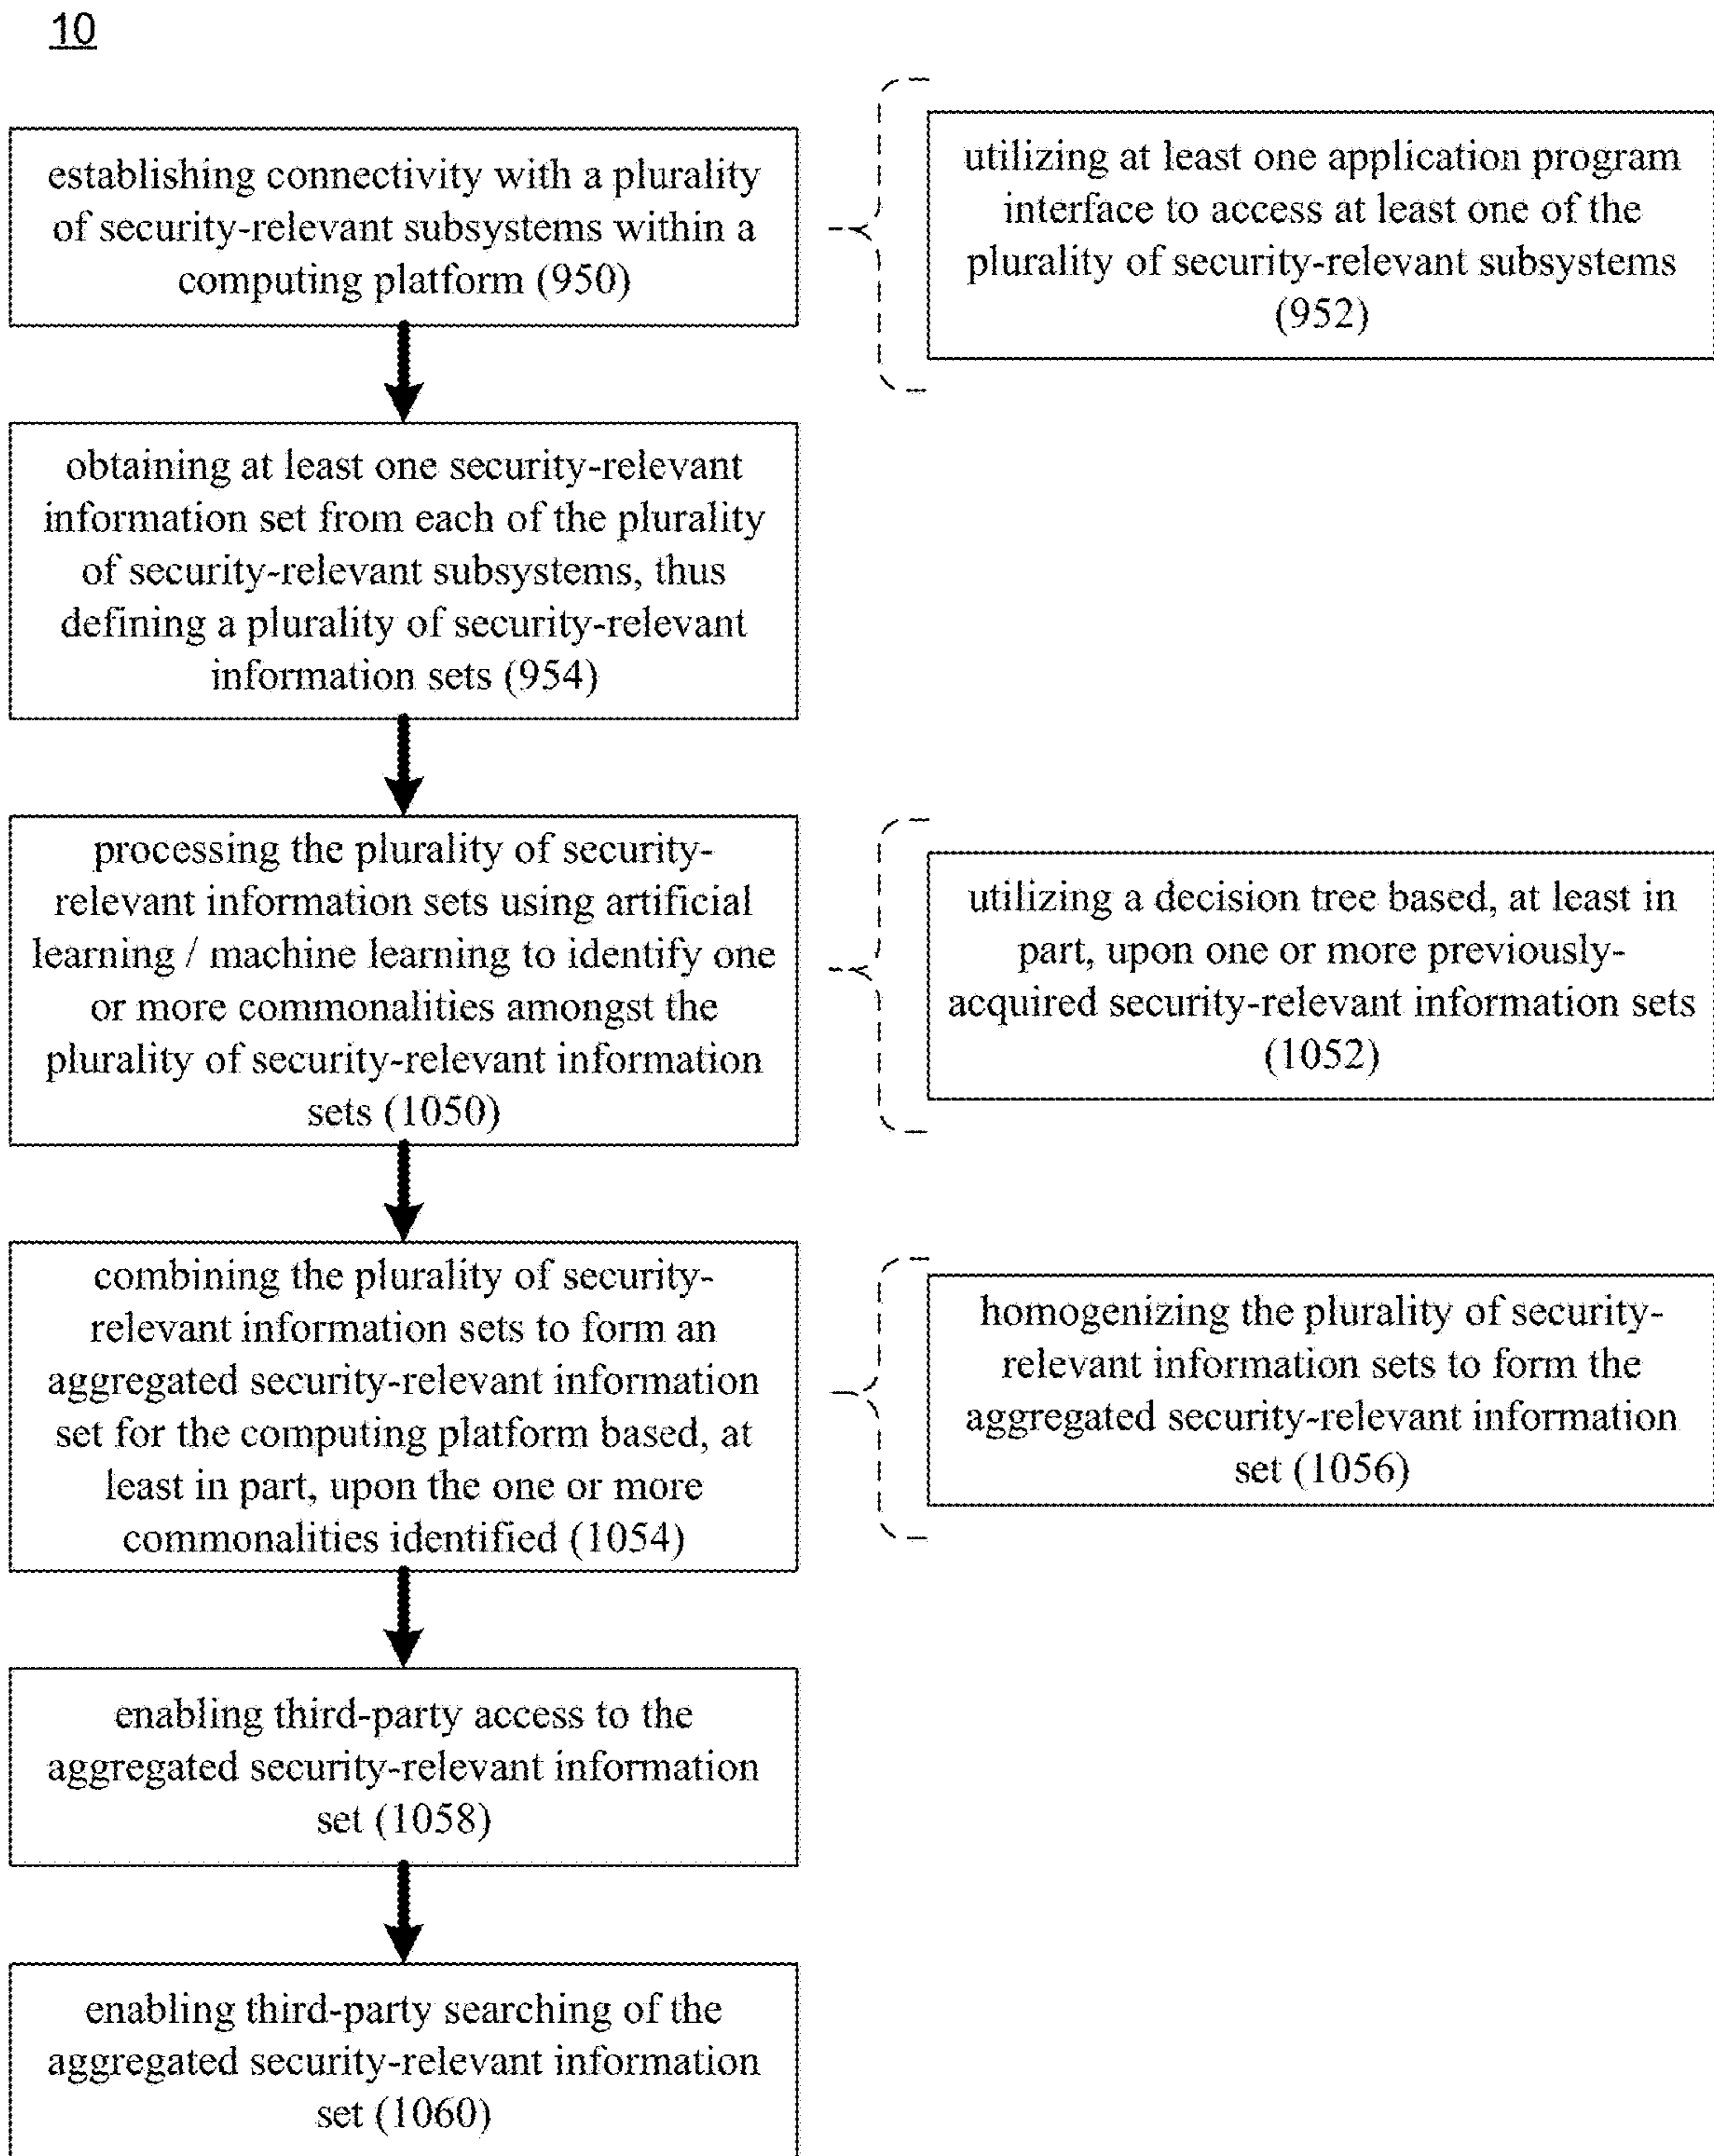 10
establishing connectivity with a plurality
of security-relevant subsystems within a
computing platform (950)
utilizing at least one application program
interface to access at least one of the
plurality of security-relevant subsystems
(952)
obtaining at least one security-relevant
information set from each of the plurality
of security-relevant subsystems, thus
defining a plurality of security-relevant
information sets (954)
processing the plurality of security-
relevant information sets using artificial
learning / machine learning to identify one
or more commonalities amongst the
plurality of security-relevant information
sets (1050)
utilizing a decision tree based, at least in
part, upon one or more previously-
acquired security-relevant information sets
(1052)
combining the plurality of security-
relevant information sets to form an
aggregated security-relevant information
set for the computing platform based, at
least in part, upon the one or more
commonalities identified (1054)
homogenizing the plurality of security-
relevant information sets to form the
aggregated security-relevant information
set (1056)
enabling third-party access to the
aggregated security-relevant information
set (1058)
enabling third-party searching of the
aggregated security-relevant information
set (1060)